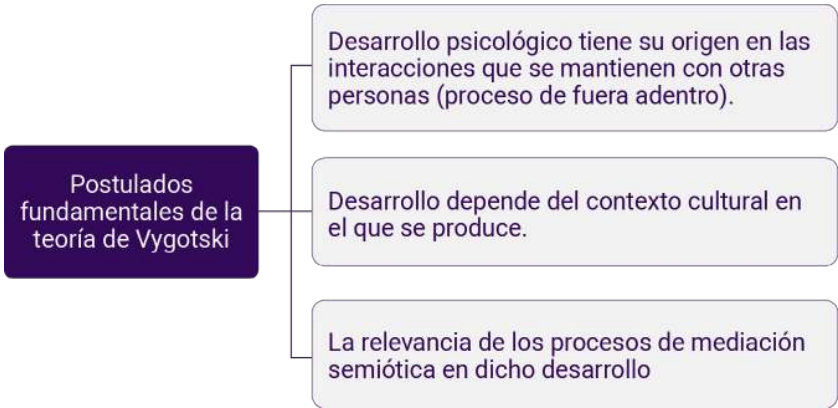 Postulados
fundamentales de la
teoría de Vygotski
Desarrollo psicológico tiene su origen en las
interacciones que se mantienen con otras
personas (proceso de fuera adentro).
Desarrollo depende del contexto cultural en
el que se produce.
La relevancia de los procesos de mediación
semiótica en dicho desarrollo